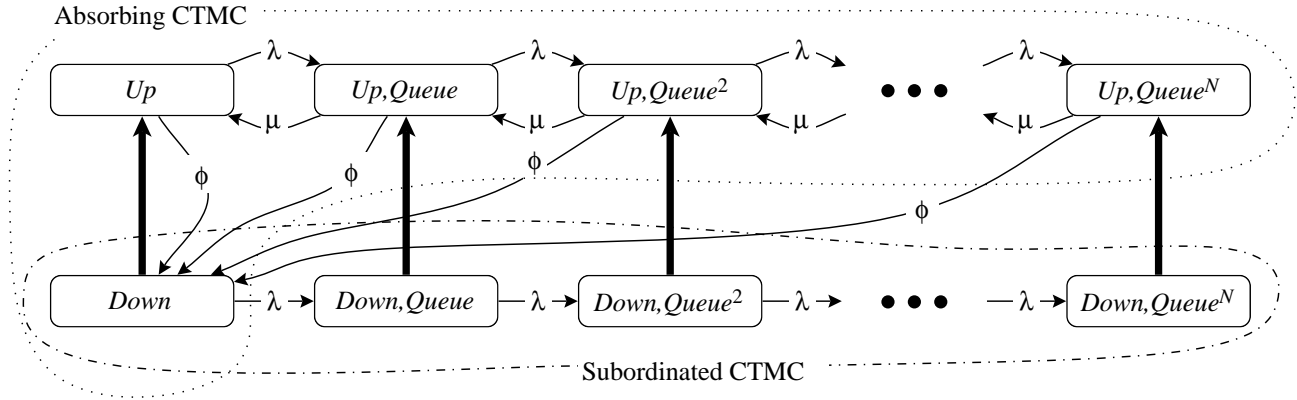 Absorbing CTMC
λ λ λ λ
Up Up,Queue Up,Queue² ••• Up,Queueᴺ
μ μ μ μ
ϕ ϕ ϕ ϕ
Down λ Down,Queue λ Down,Queue² λ ••• λ Down,Queueᴺ
Subordinated CTMC